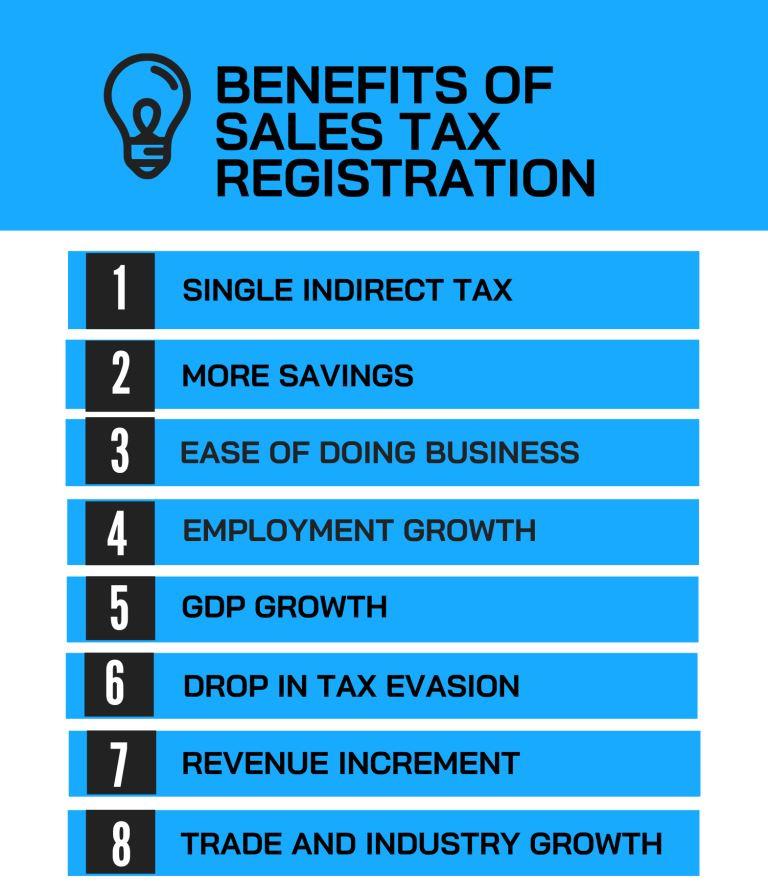 BENEFITS OF
SALES TAX
REGISTRATION
1 SINGLE INDIRECT TAX
2 MORE SAVINGS
3 EASE OF DOING BUSINESS
4 EMPLOYMENT GROWTH
5 GDP GROWTH
6 DROP IN TAX EVASION
7 REVENUE INCREMENT
8 TRADE AND INDUSTRY GROWTH